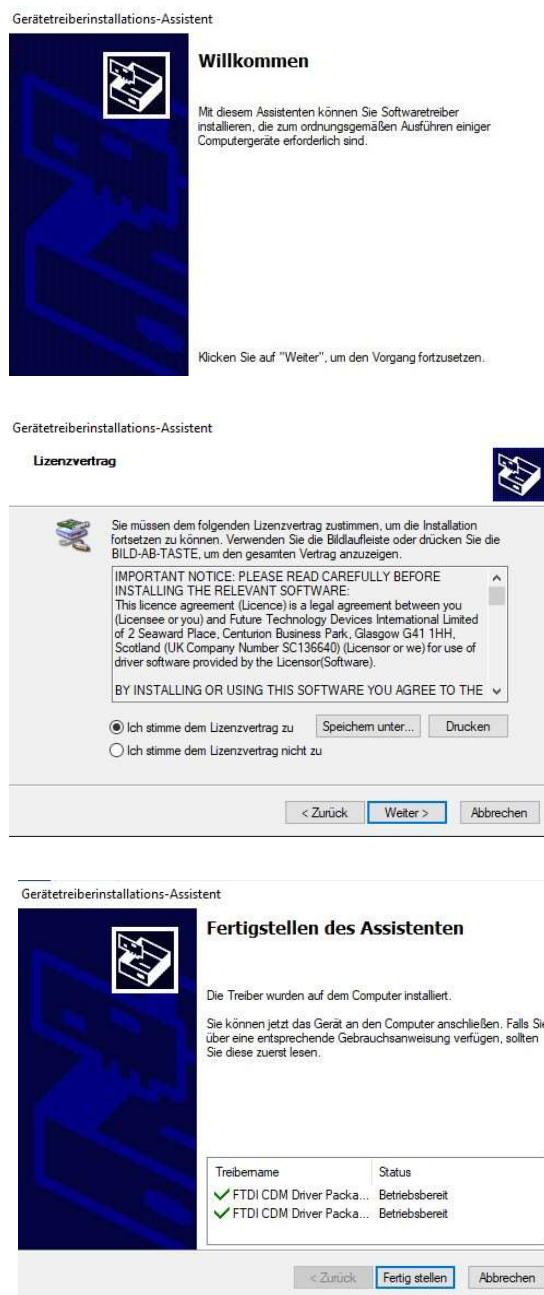 Gerätetreiberinstallations-Assistent
Willkommen
Mit diesem Assistenten können Sie Softwaretreiber
installieren, die zum ordnungsgemäßen Ausführen einiger
Computergeräte erforderlich sind.
Klicken Sie auf "Weiter", um den Vorgang fortzusetzen.
Gerätetreiberinstallations-Assistent
Lizenzvertrag
Sie müssen dem folgenden Lizenzvertrag zustimmen, um die Installation
fortsetzen zu können. Verwenden Sie die Bildlaufleiste oder drücken Sie die
BILD-AB-TASTE, um den gesamten Vertrag anzuzeigen.
IMPORTANT NOTICE: PLEASE READ CAREFULLY BEFORE
INSTALLING THE RELEVANT SOFTWARE:
This licence agreement (Licence) is a legal agreement between you
(Licensee or you) and Future Technology Devices International Limited
of 2 Seaward Place, Centurion Business Park, Glasgow G41 1HH,
Scotland (UK Company Number SC136640) (Licensor or we) for use of
driver software provided by the Licensor(Software).
BY INSTALLING OR USING THIS SOFTWARE YOU AGREE TO THE
Ich stimme dem Lizenzvertrag zu Speichern unter... Drucken
Ich stimme dem Lizenzvertrag nicht zu
< Zurück Weiter > Abbrechen
Gerätetreiberinstallations-Assistent
Fertigstellen des Assistenten
Die Treiber wurden auf dem Computer installiert.
Sie können jetzt das Gerät an den Computer anschließen. Falls Sie
über eine entsprechende Gebrauchsanweisung verfügen, sollten
Sie diese zuerst lesen.
Treibername Status
FTDI CDM Driver Packa... Betriebsbereit
FTDI CDM Driver Packa... Betriebsbereit
< Zurück Fertig stellen Abbrechen